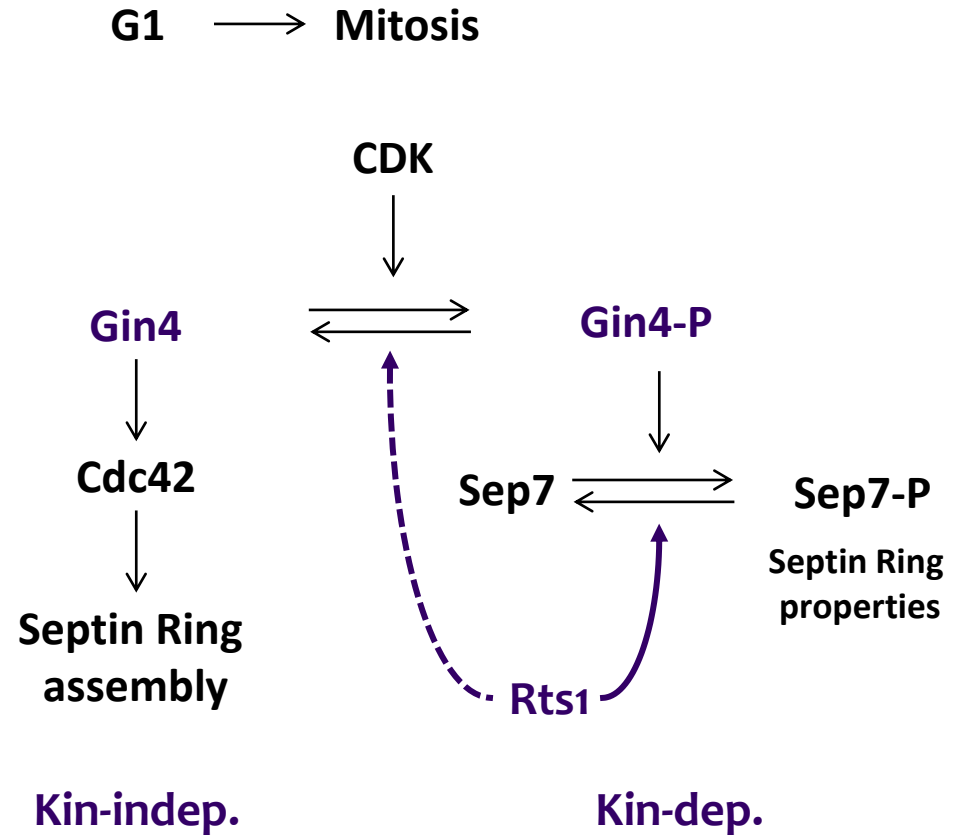 G1 Mitosis
CDK
Gin4 Gin4-P
Cdc42 Sep7 Sep7-P
Septin Ring
properties
Septin Ring
assembly
Rts1
Kin-indep. Kin-dep.